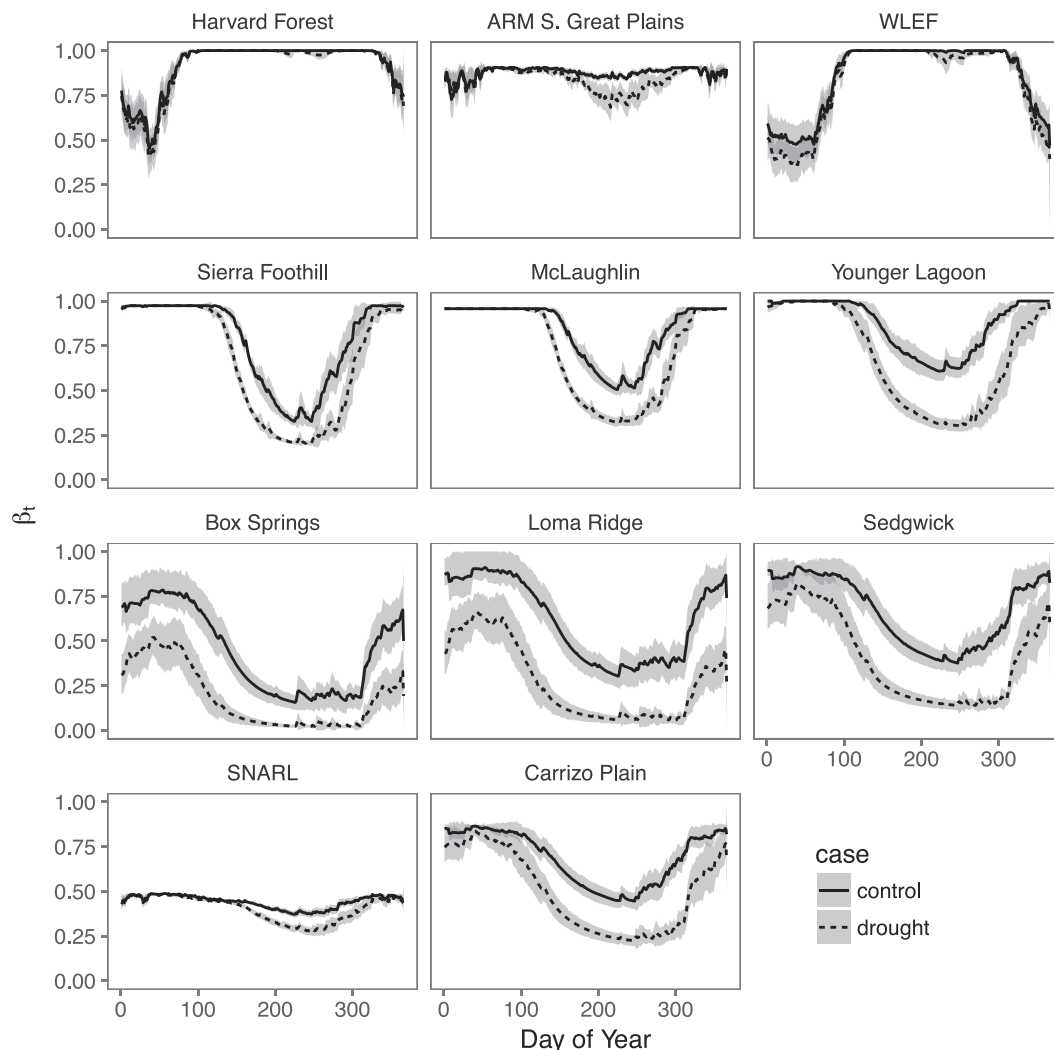 Harvard Forest ARM S. Great Plains WLEF
1.00
0.75
0.50
0.25
0.00
Sierra Foothill McLaughlin Younger Lagoon
1.00
0.75
0.50
0.25
0.00
βt
Box Springs Loma Ridge Sedgwick
1.00
0.75
0.50
0.25
0.00
0 100 200 300
SNARL Carrizo Plain
1.00
0.75
0.50
0.25
0.00
case
control
drought
0 100 200 300 0 100 200 300
Day of Year